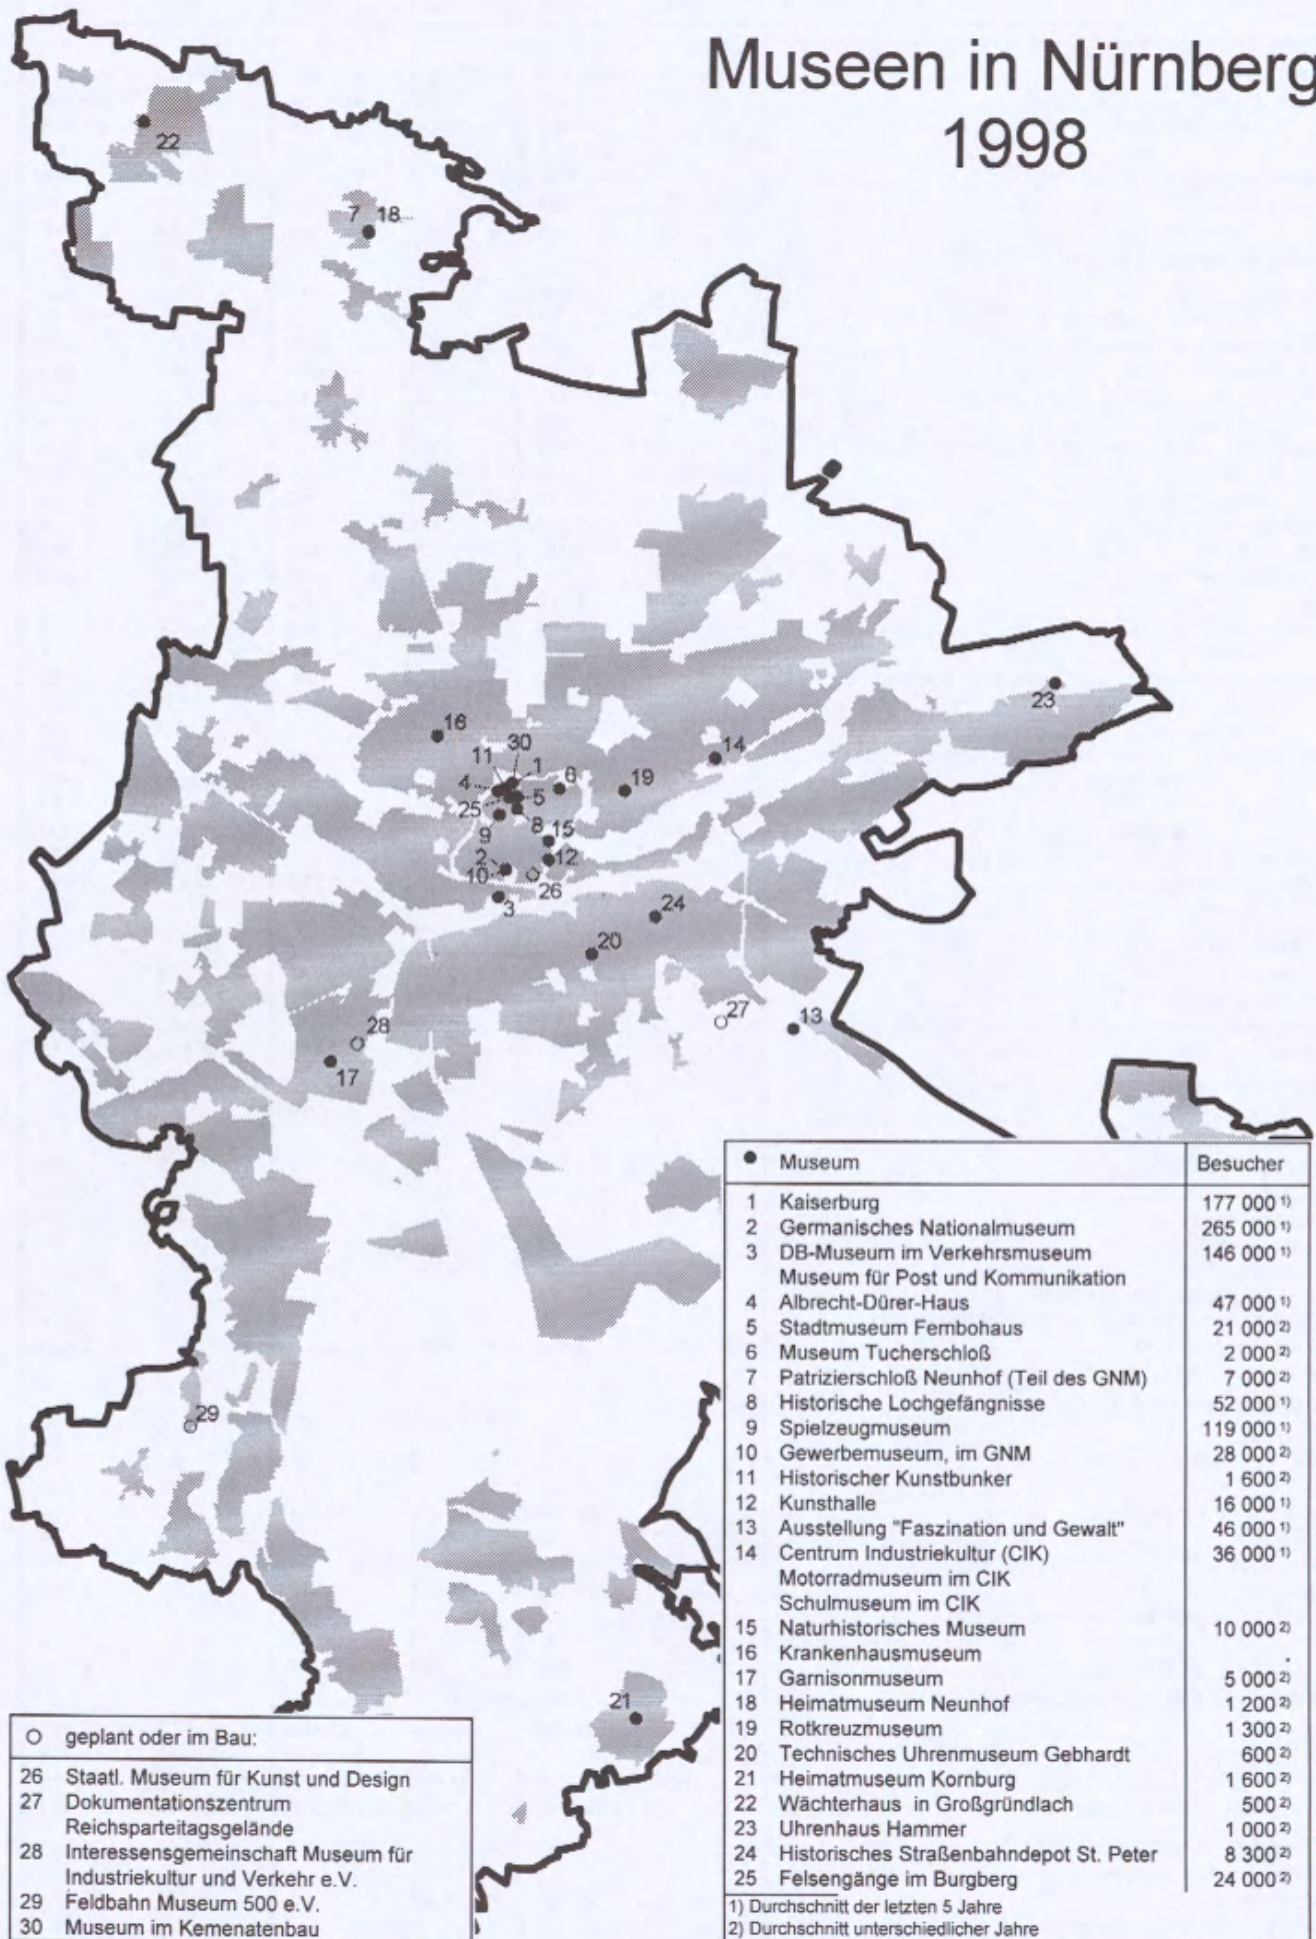 Museen in Nürnberg
1998
22
7 18
16
30
11
1
4
6
19
14
23
25
5
9
8
15
2
12
10
26
3
24
20
27
13
28
17
29
21
● Museum Besucher
1 Kaiserburg 177 000 1)
2 Germanisches Nationalmuseum 265 000 1)
3 DB-Museum im Verkehrsmuseum 146 000 1)
Museum für Post und Kommunikation
4 Albrecht-Dürer-Haus 47 000 1)
5 Stadtmuseum Fembohaus 21 000 2)
6 Museum Tucherschloß 2 000 2)
7 Patrizierschloß Neunhof (Teil des GNM) 7 000 2)
8 Historische Lochgefängnisse 52 000 1)
9 Spielzeugmuseum 119 000 1)
10 Gewerbemuseum, im GNM 28 000 2)
11 Historischer Kunstbunker 1 600 2)
12 Kunsthalle 16 000 1)
13 Ausstellung "Faszination und Gewalt" 46 000 1)
14 Centrum Industriekultur (CIK) 36 000 1)
Motorradmuseum im CIK
Schulmuseum im CIK
15 Naturhistorisches Museum 10 000 2)
16 Krankenhausmuseum .
17 Garnisonmuseum 5 000 2)
18 Heimatmuseum Neunhof 1 200 2)
19 Rotkreuzmuseum 1 300 2)
20 Technisches Uhrenmuseum Gebhardt 600 2)
21 Heimatmuseum Kornburg 1 600 2)
22 Wächterhaus in Großgründlach 500 2)
23 Uhrenhaus Hammer 1 000 2)
24 Historisches Straßenbahndepot St. Peter 8 300 2)
25 Felsengänge im Burgberg 24 000 2)
1) Durchschnitt der letzten 5 Jahre
2) Durchschnitt unterschiedlicher Jahre
○ geplant oder im Bau:
26 Staatl. Museum für Kunst und Design
27 Dokumentationszentrum
Reichsparteitagsgelände
28 Interessensgemeinschaft Museum für
Industriekultur und Verkehr e.V.
29 Feldbahn Museum 500 e.V.
30 Museum im Kemenatenbau